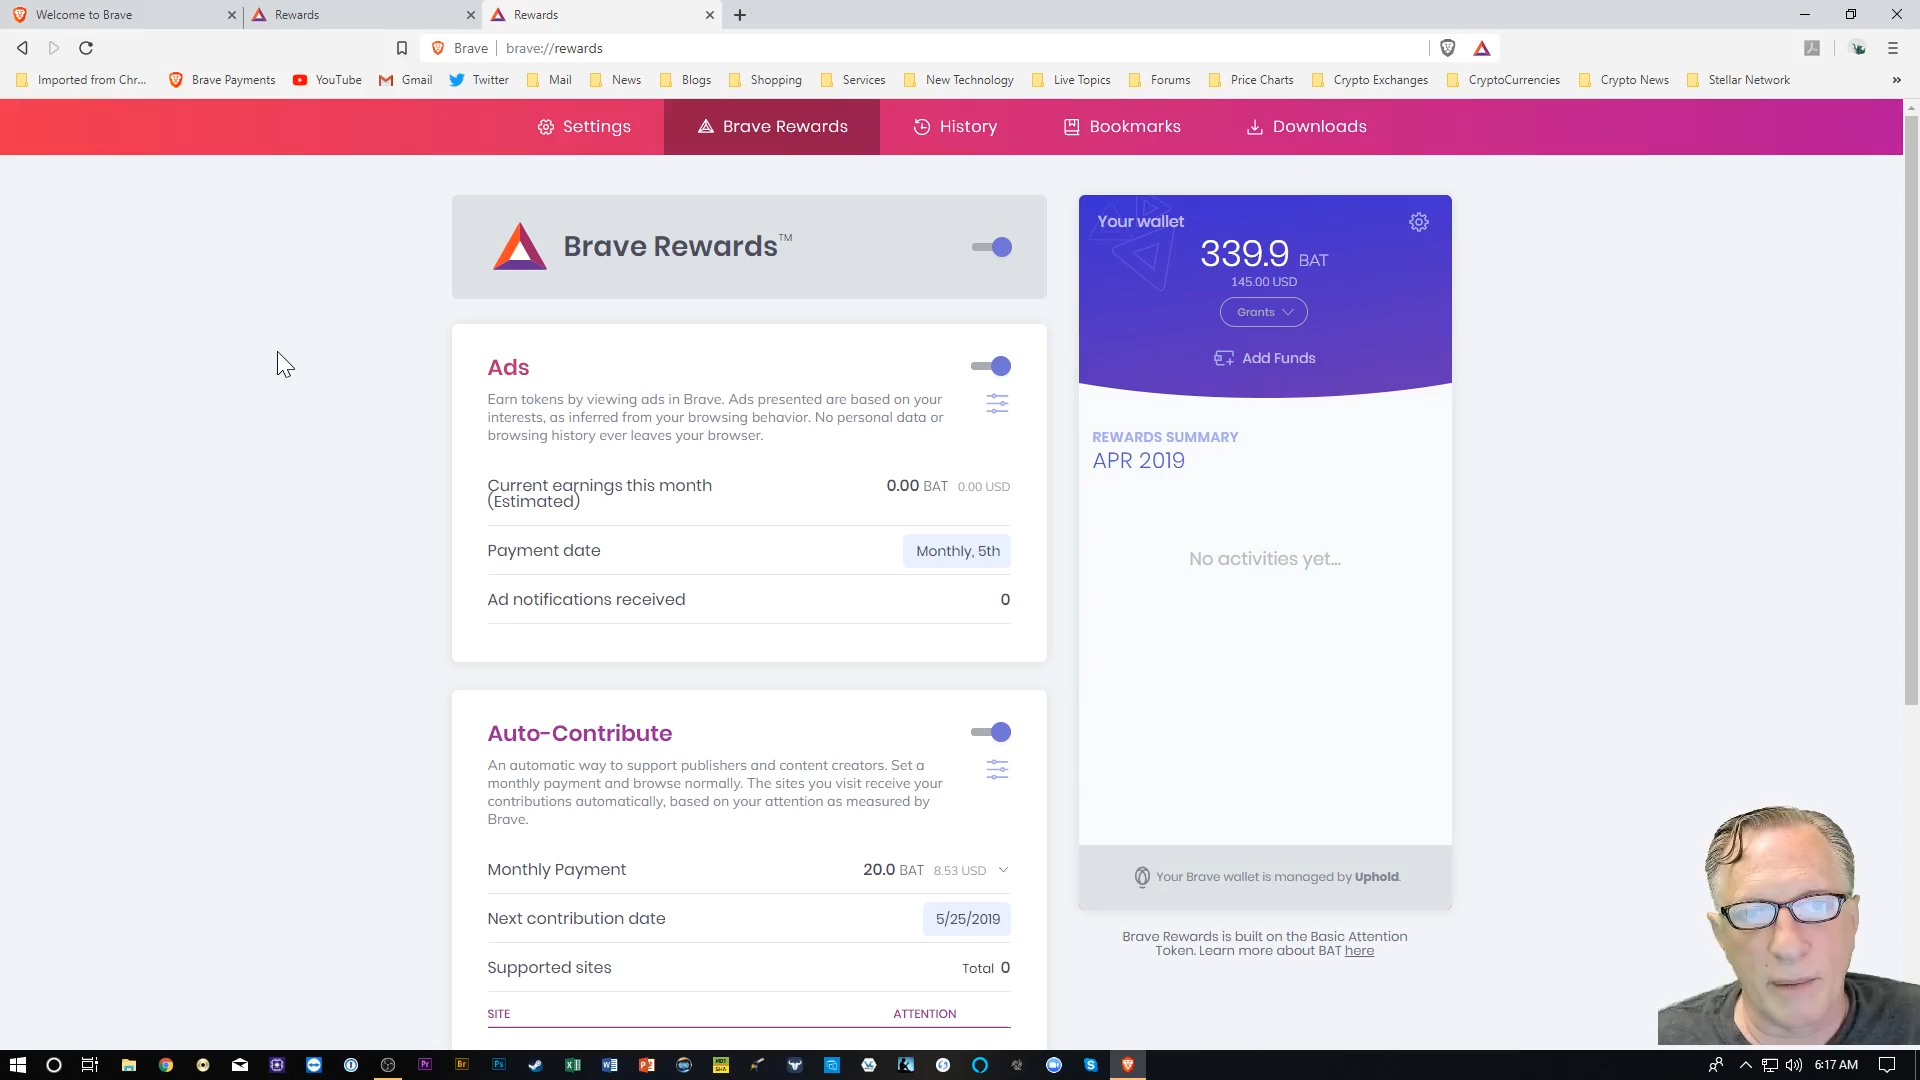 Welcome to Brave
Rewards
Rewards
Brave
brave://rewards
Imported from Chr...
Brave Payments
YouTube
Gmail
Twitter
Mail
News
Blogs
Shopping
Services
New Technology
Live Topics
Forums
Price Charts
Crypto Exchanges
CryptoCurrencies
Crypto News
Stellar Network
»
Settings
Brave Rewards
History
Bookmarks
Downloads
Brave Rewards™
Ads
Earn tokens by viewing ads in Brave. Ads presented are based on your
interests, as inferred from your browsing behavior. No personal data or
browsing history ever leaves your browser.
Current earnings this month
(Estimated)
0.00 BAT 0.00 USD
Payment date
Monthly, 5th
Ad notifications received
0
Auto-Contribute
An automatic way to support publishers and content creators. Set a
monthly payment and browse normally. The sites you visit receive your
contributions automatically, based on your attention as measured by
Brave.
Monthly Payment
20.0 BAT 8.53 USD
Next contribution date
5/25/2019
Supported sites
Total 0
SITE
ATTENTION
Your wallet
339.9 BAT
145.00 USD
Grants
Add Funds
REWARDS SUMMARY
APR 2019
No activities yet...
Your Brave wallet is managed by Uphold.
Brave Rewards is built on the Basic Attention
Token. Learn more about BAT here
Pr
Br
Ps
6:17 AM